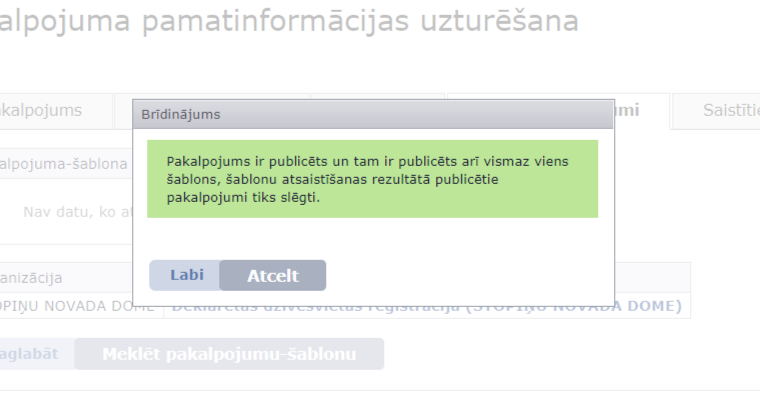 alpojuma pamatinformācijas uzturēšana
akalpojums
Brīdinājums
Saistītie
alpojuma-šablona
Pakalpojums ir publicēts un tam ir publicēts arī vismaz viens
šablons, šablonu atsaistīšanas rezultātā publicētie
pakalpojumi tiks slēgti.
Nav datu, ko at
Labi
Atcelt
anizācija
OPIŅU NOVADA DOME
Deklarētās dzīvesvietas reģistrācija (STOPIŅU NOVADA DOME)
aglabāt
Meklēt pakalpojumu-šablonu